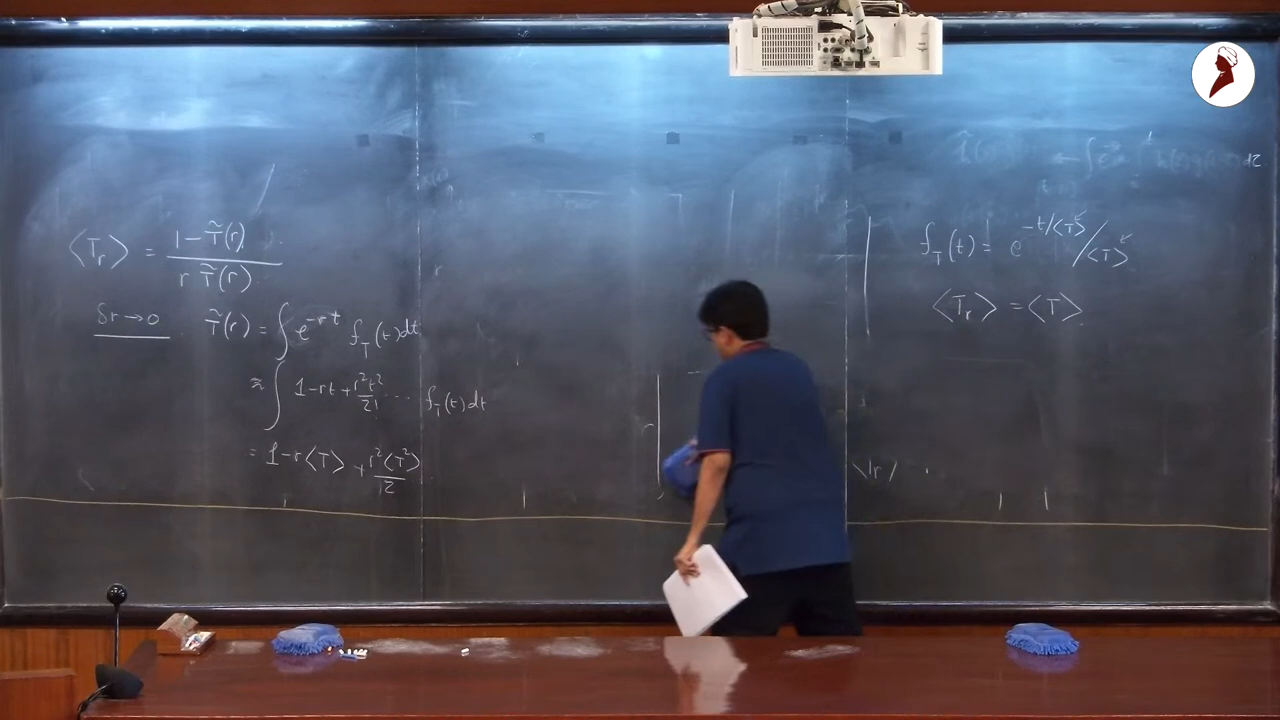 ⟨T_r⟩ = (1 - T̃(r)) / (r T̃(r))
δr→0 T̃(r) = ∫ e^{-rt} f_T(t) dt
≈ ∫ 1 - rt + r²t²/2! ... f_T(t) dt
= 1 - r⟨T⟩ + r²⟨T²⟩/2
f_T(t) = e^{-t/⟨T⟩}/⟨T⟩
⟨T_r⟩ = ⟨T⟩